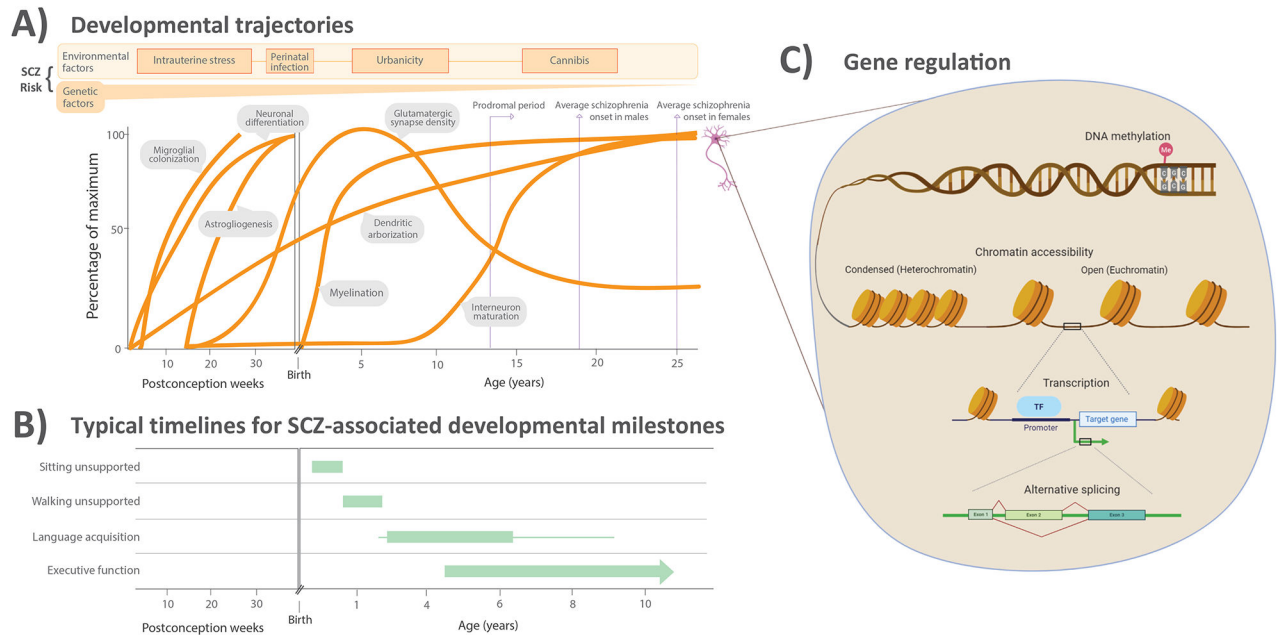 A) Developmental trajectories
SCZ
Risk
Environmental
factors
Intrauterine stress
Perinatal
infection
Urbanicity
Cannibis
Genetic
factors
Percentage of maximum
100
50
0
Microglial
colonization
Neuronal
differentiation
Astrogliogenesis
Glutamatergic
synapse density
Dendritic
arborization
Myelination
Interneuron
maturation
Prodromal period
Average schizophrenia
onset in males
Average schizophrenia
onset in females
10 20 30
Postconception weeks
Birth
5 10 15 20 25
Age (years)
B) Typical timelines for SCZ-associated developmental milestones
Sitting unsupported
Walking unsupported
Language acquisition
Executive function
10 20 30
Postconception weeks
Birth
1 4 6 8 10
Age (years)
C) Gene regulation
DNA methylation
Me
C G C
G C G
Chromatin accessibility
Condensed (Heterochromatin)
Open (Euchromatin)
Transcription
TF
Promoter
Target gene
Alternative splicing
Exon 1
Exon 2
Exon 3